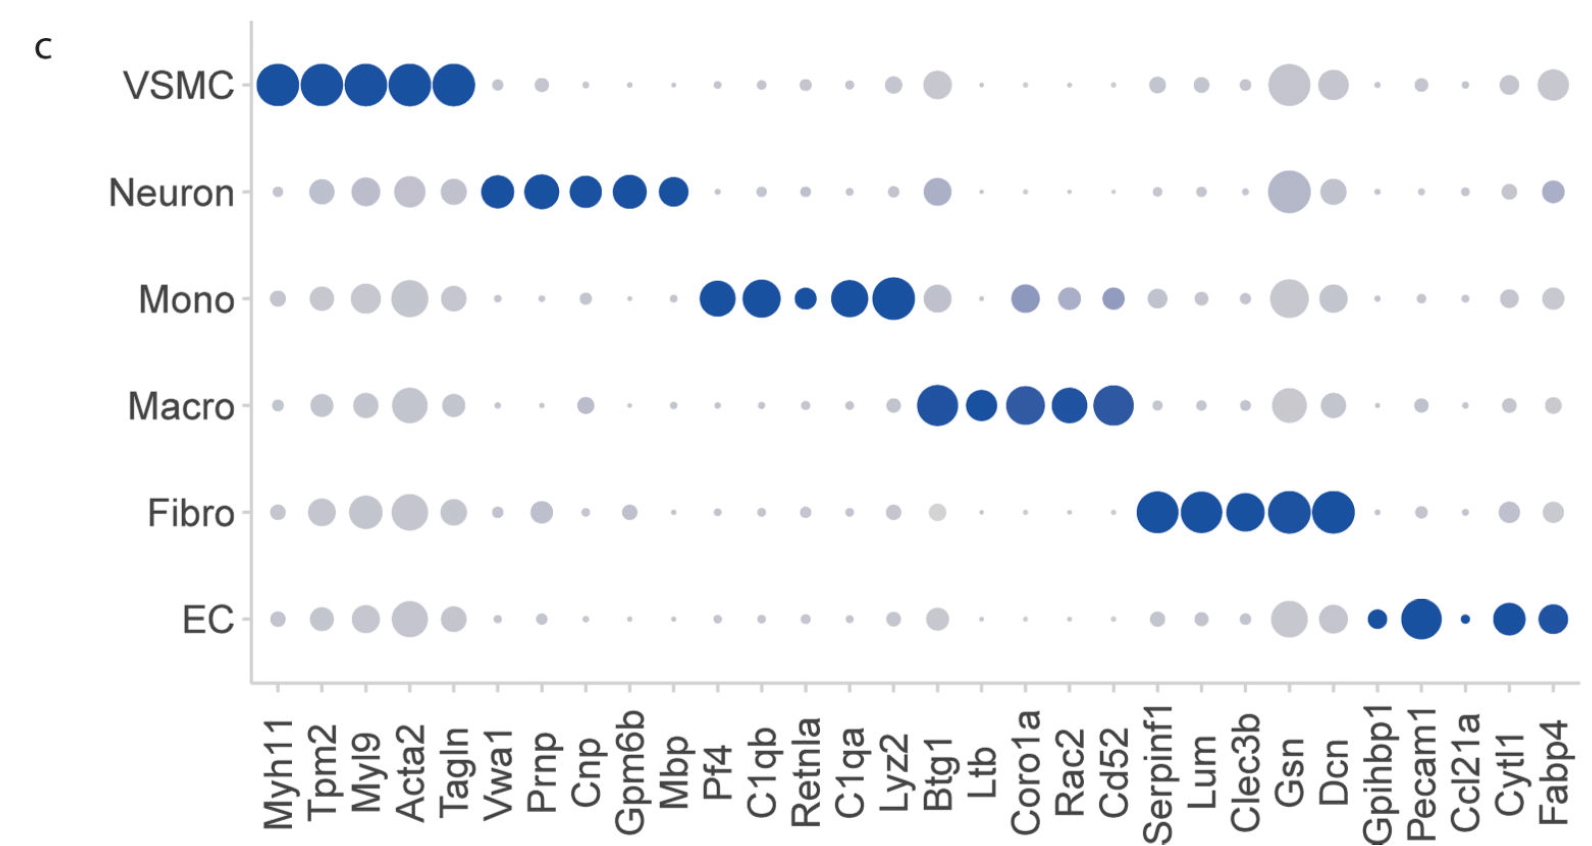 c
VSMC
Neuron
Mono
Macro
Fibro
EC
Myh11
Tpm2
Myl9
Acta2
Tagln
Vwa1
Prnp
Cnp
Gpm6b
Mbp
Pf4
C1qb
Retnla
C1qa
Lyz2
Btg1
Ltb
Coro1a
Rac2
Cd52
Serpinf1
Lum
Clec3b
Gsn
Dcn
Gpihbp1
Pecam1
Ccl21a
Cytl1
Fabp4